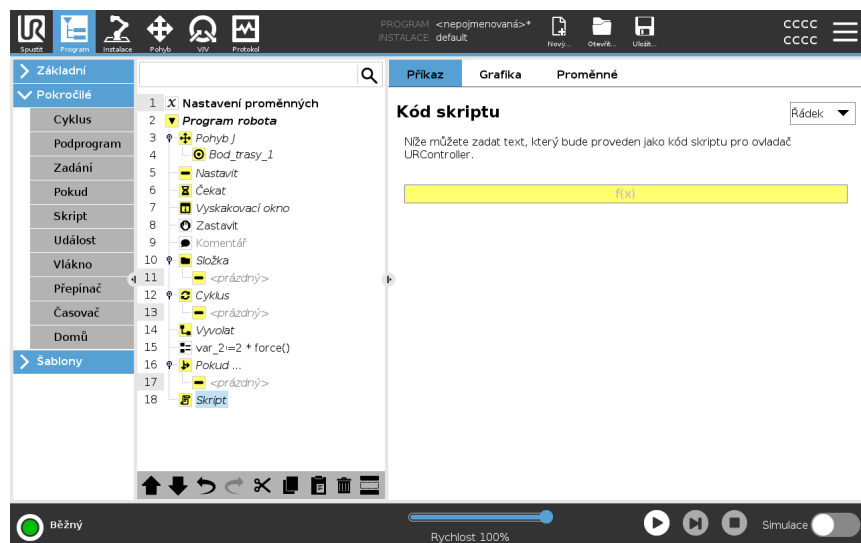 PROGRAM <nepojmenovaná>*
INSTALACE default
CCCC
CCCC
Spustit Program Instalace Pohyb V/V Protokol
Nový... Otevřít... Uložit...
Základní
Pokročilé
Cyklus
Podprogram
Zadání
Pokud
Skript
Událost
Vlákno
Přepínač
Časovač
Domů
Šablony
1 X Nastavení proměnných
2 Program robota
3 Pohyb J
4 Bod_trasy_1
5 Nastavit
6 Čekat
7 Vyskakovací okno
8 Zastavit
9 Komentář
10 Složka
11 <prázdný>
12 Cyklus
13 <prázdný>
14 Vyvolat
15 var_2≔2 * force()
16 Pokud ...
17 <prázdný>
18 Skript
Příkaz Grafika Proměnné
Kód skriptu
Řádek
Níže můžete zadat text, který bude proveden jako kód skriptu pro ovladač
URController.
f(x)
Běžný
Rychlost 100%
Simulace